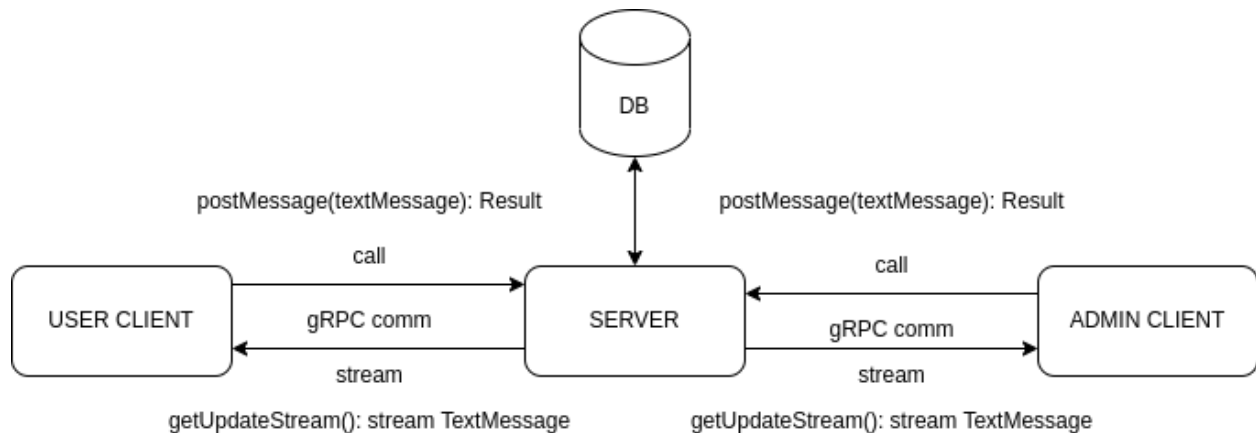 DB
postMessage(textMessage): Result
postMessage(textMessage): Result
call
call
USER CLIENT
gRPC comm
SERVER
gRPC comm
ADMIN CLIENT
stream
stream
getUpdateStream(): stream TextMessage
getUpdateStream(): stream TextMessage